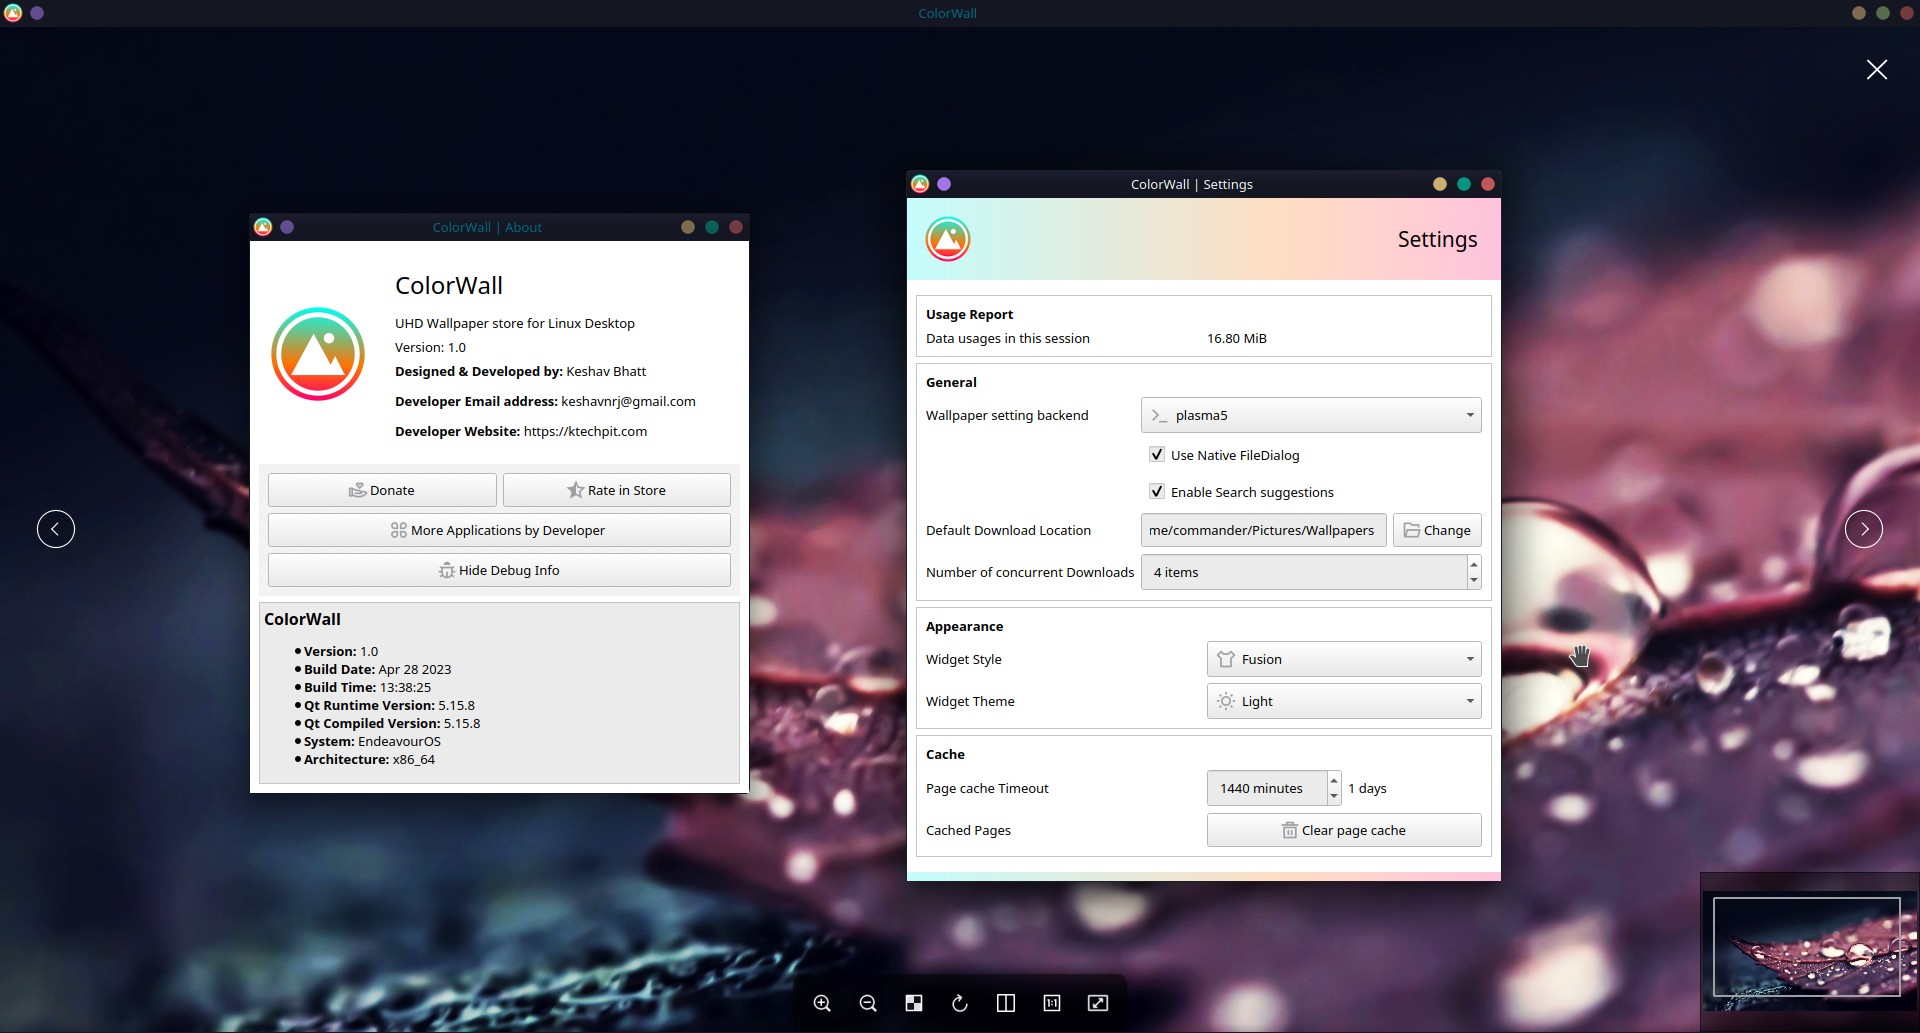 ColorWall
ColorWall | About
ColorWall
UHD Wallpaper store for Linux Desktop
Version: 1.0
Designed & Developed by: Keshav Bhatt
Developer Email address: keshavnrj@gmail.com
Developer Website: https://ktechpit.com
Donate
Rate in Store
More Applications by Developer
Hide Debug Info
ColorWall
Version: 1.0
Build Date: Apr 28 2023
Build Time: 13:38:25
Qt Runtime Version: 5.15.8
Qt Compiled Version: 5.15.8
System: EndeavourOS
Architecture: x86_64
ColorWall | Settings
Settings
Usage Report
Data usages in this session 16.80 MiB
General
Wallpaper setting backend plasma5
Use Native FileDialog
Enable Search suggestions
Default Download Location me/commander/Pictures/Wallpapers Change
Number of concurrent Downloads 4 items
Appearance
Widget Style Fusion
Widget Theme Light
Cache
Page cache Timeout 1440 minutes 1 days
Cached Pages Clear page cache
1:1